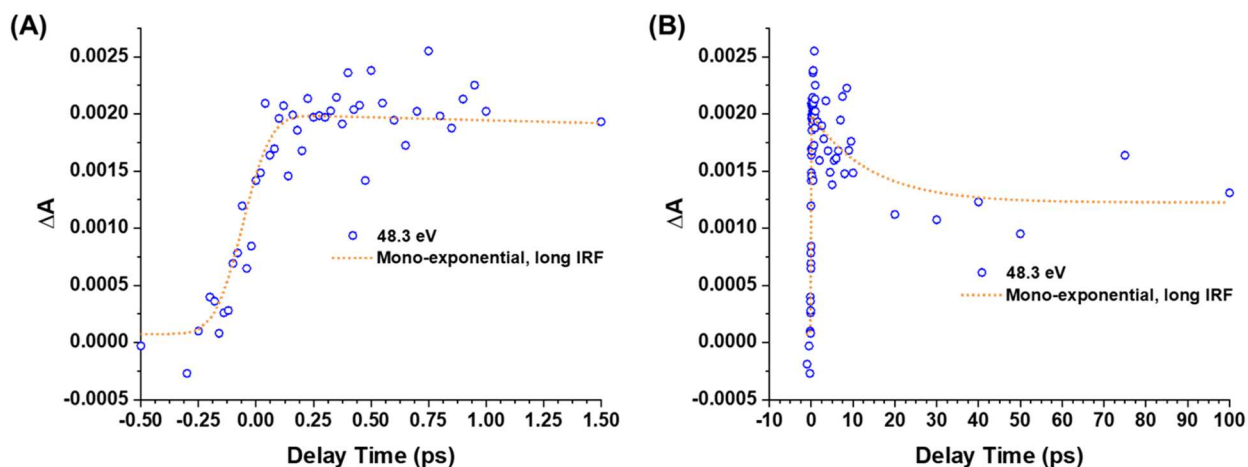 (A)
0.0025
0.0020
0.0015
0.0010
0.0005
0.0000
-0.0005
ΔA
48.3 eV
Mono-exponential, long IRF
-0.5 -0.25 0.00 0.25 0.50 0.75 1.00 1.25 1.50
Delay Time (ps)
(B)
0.0025
0.0020
0.0015
0.0010
0.0005
0.0000
-0.0005
ΔA
48.3 eV
Mono-exponential, long IRF
-10 0 10 20 30 40 50 60 70 80 90 100
Delay Time (ps)